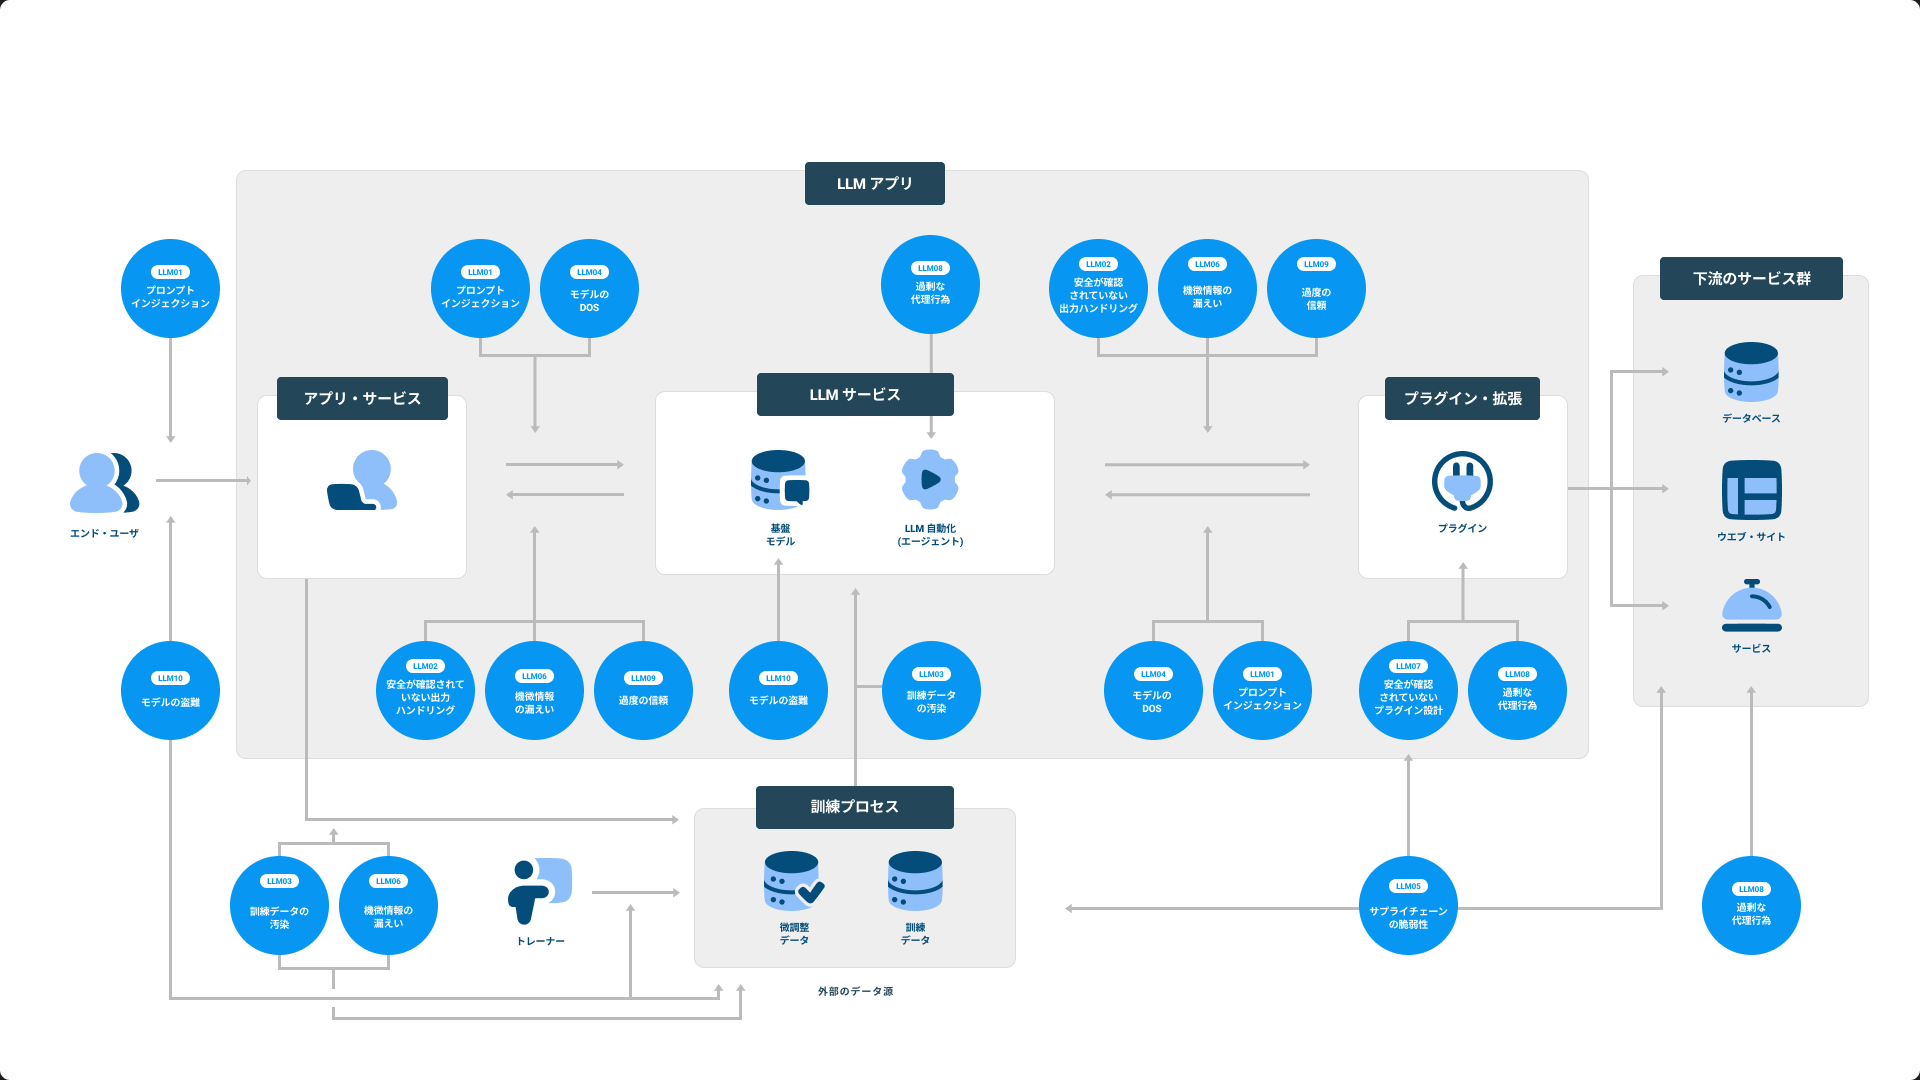 LLM アプリ
LLM01
プロンプト
インジェクション
LLM01
プロンプト
インジェクション
LLM04
モデルの
DOS
LLM08
過剰な
代理行為
LLM02
安全が確認
されていない
出力ハンドリング
LLM06
機微情報の
漏えい
LLM09
過度の
信頼
下流のサービス群
アプリ・サービス
LLM サービス
プラグイン・拡張
データベース
エンド・ユーザ
基盤
モデル
LLM 自動化
(エージェント)
プラグイン
ウエブ・サイト
サービス
LLM10
モデルの盗難
LLM02
安全が確認されて
いない出力
ハンドリング
LLM06
機微情報
の漏えい
LLM09
過度の信頼
LLM10
モデルの盗難
LLM03
訓練データ
の汚染
LLM04
モデルの
DOS
LLM01
プロンプト
インジェクション
LLM07
安全が確認
されていない
プラグイン設計
LLM08
過剰な
代理行為
訓練プロセス
LLM03
訓練データの
汚染
LLM06
機微情報の
漏えい
トレーナー
微調整
データ
訓練
データ
LLM05
サプライチェーン
の脆弱性
LLM08
過剰な
代理行為
外部のデータ源